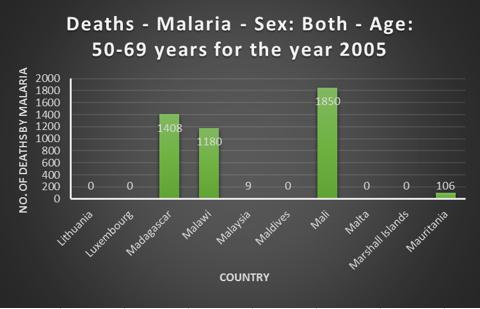 Deaths - Malaria - Sex: Both - Age:
50-69 years for the year 2005
NO. OF DEATHS BY MALARIA
2000
1800
1600
1400
1200
1000
800
600
400
200
0
0
0
1408
1180
9
0
1850
0
0
106
Lithuania
Luxembourg
Madagascar
Malawi
Malaysia
Maldives
Mali
Malta
Marshall Islands
Mauritania
COUNTRY